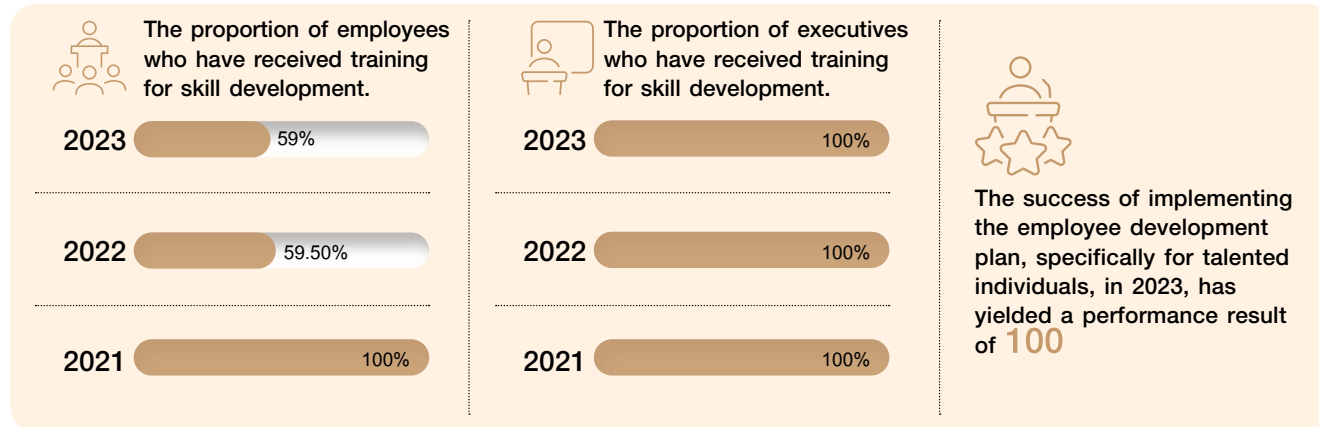 The proportion of employees
who have received training
for skill development.
2023
59%
2022
59.50%
2021
100%
The proportion of executives
who have received training
for skill development.
2023
100%
2022
100%
2021
100%
The success of implementing
the employee development
plan, specifically for talented
individuals, in 2023, has
yielded a performance result
of 100